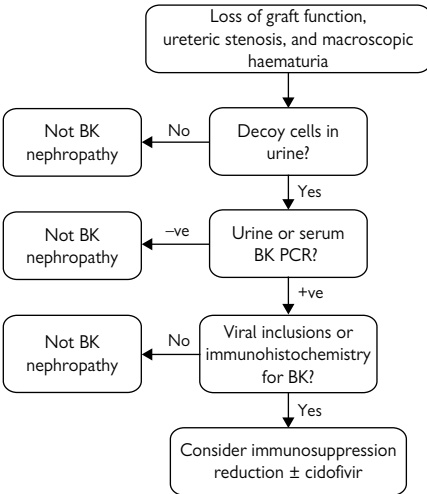 Loss of graft function,
ureteric stenosis, and macroscopic
haematuria
No
Not BK
nephropathy
Decoy cells in
urine?
Yes
–ve
Not BK
nephropathy
Urine or serum
BK PCR?
+ve
No
Not BK
nephropathy
Viral inclusions or
immunohistochemistry
for BK?
Yes
Consider immunosuppression
reduction ± cidofivir